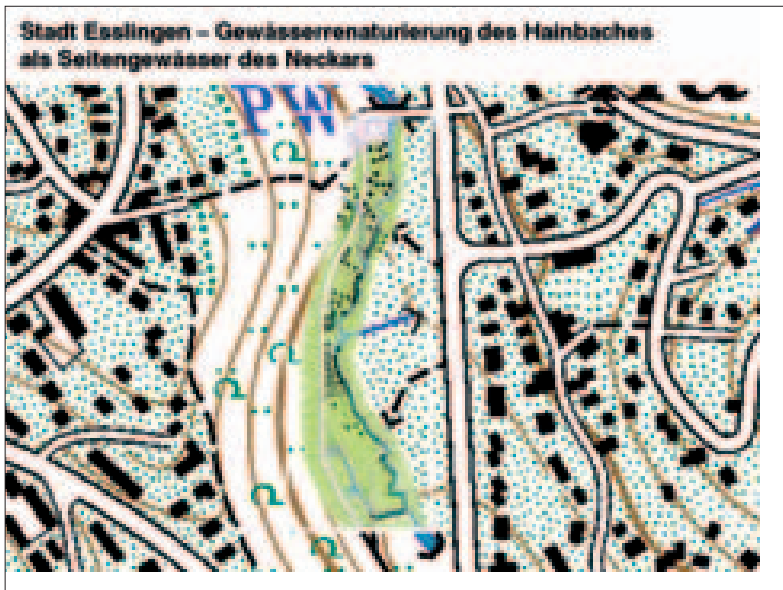 Stadt Esslingen – Gewässerrenaturierung des Hainbaches
als Seitengewässer des Neckars
PW